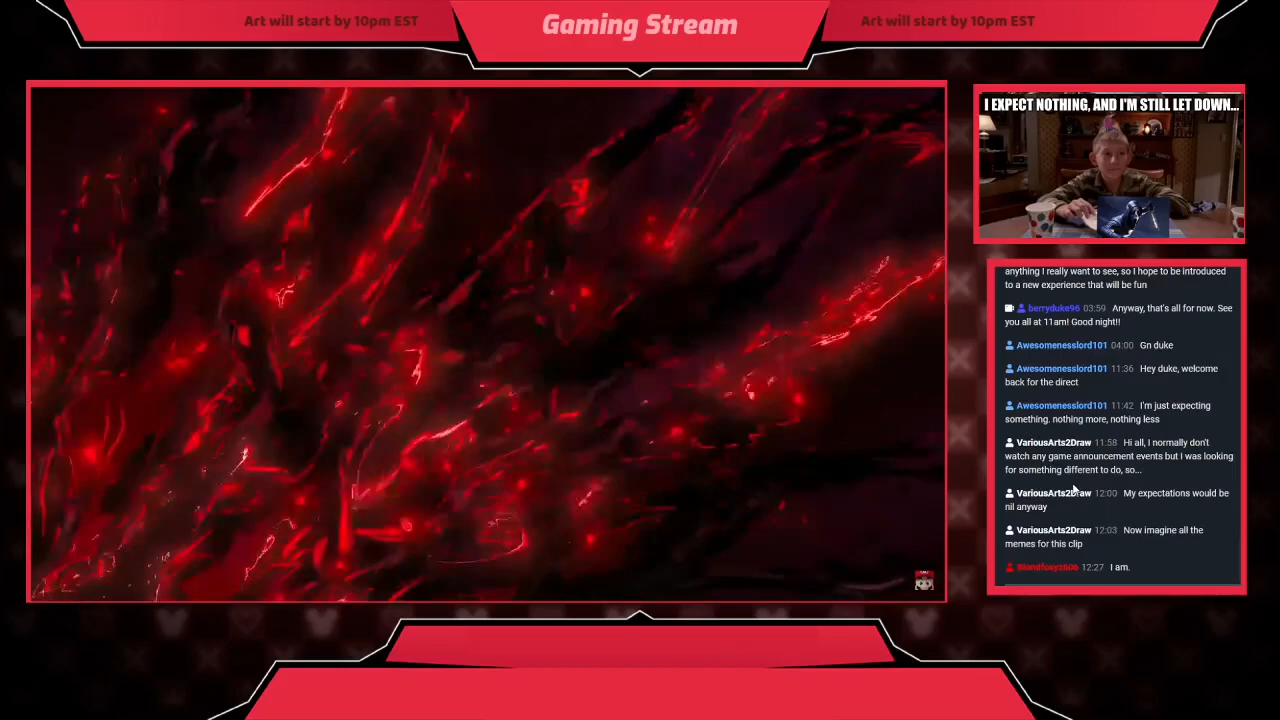 Art will start by 10pm EST
Gaming Stream
Art will start by 10pm EST
I EXPECT NOTHING, AND I'M STILL LET DOWN...
anything I really want to see, so I hope to be introduced
to a new experience that will be fun
berryduke96 03:59 Anyway, that's all for now. See
you all at 11am! Good night!!
Awesomenesslord101 04:00 Gn duke
Awesomenesslord101 11:36 Hey duke, welcome
back for the direct
Awesomenesslord101 11:42 I'm just expecting
something. nothing more, nothing less
VariousArts2Draw 11:58 Hi all, I normally don't
watch any game announcement events but I was looking
for something different to do, so...
VariousArts2Draw 12:00 My expectations would be
nil anyway
VariousArts2Draw 12:03 Now imagine all the
memes for this clip
12:27 I am.